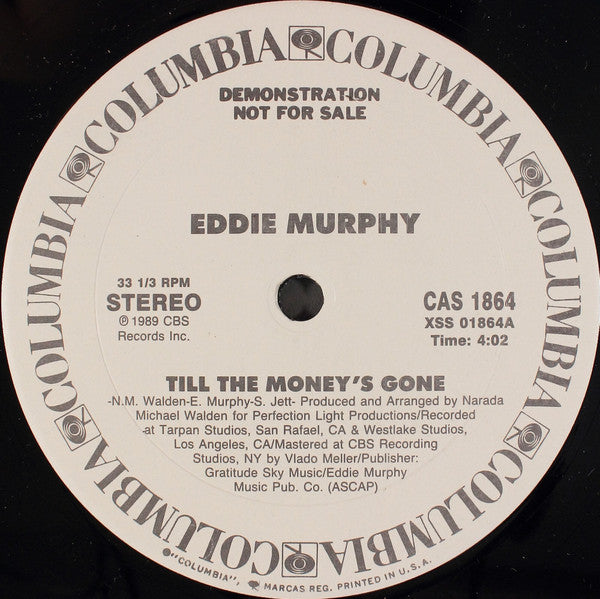 COLUMBIA COLUMBIA COLUMBIA COLUMBIA COLUMBIA COLUMBIA COLUMBIA COLUMBIA
DEMONSTRATION
NOT FOR SALE
EDDIE MURPHY
33 1/3 RPM
STEREO
℗ 1989 CBS
Records Inc.
CAS 1864
XSS 01864A
Time: 4:02
TILL THE MONEY'S GONE
-N.M. Walden-E. Murphy-S. Jett- Produced and Arranged by Narada
Michael Walden for Perfection Light Productions/Recorded
at Tarpan Studios, San Rafael, CA & Westlake Studios,
Los Angeles, CA/Mastered at CBS Recording
Studios, NY by Vlado Meller/Publisher:
Gratitude Sky Music/Eddie Murphy
Music Pub. Co. (ASCAP)
"COLUMBIA", MARCAS REG. PRINTED IN U.S.A.